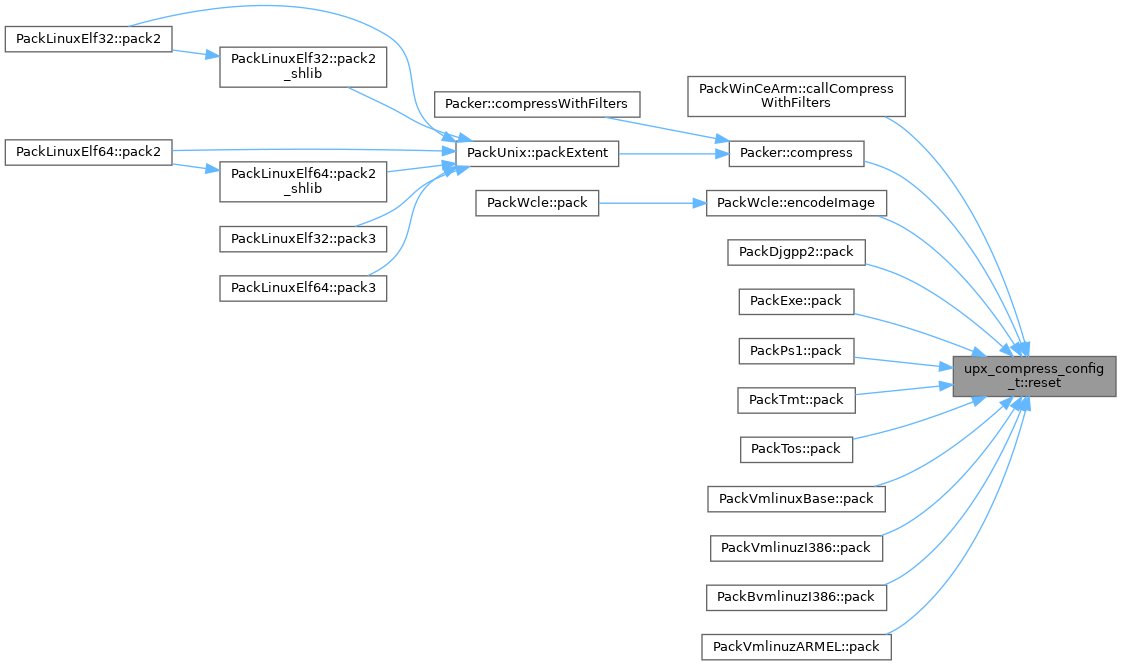 PackLinuxElf32::pack2
PackLinuxElf32::pack2
_shlib
PackLinuxElf64::pack2
PackLinuxElf64::pack2
_shlib
PackLinuxElf32::pack3
PackLinuxElf64::pack3
Packer::compressWithFilters
PackUnix::packExtent
PackWcle::pack
PackWinCeArm::callCompress
WithFilters
Packer::compress
PackWcle::encodeImage
PackDjgpp2::pack
PackExe::pack
PackPs1::pack
PackTmt::pack
PackTos::pack
PackVmlinuxBase::pack
PackVmlinuzI386::pack
PackBvmlinuzI386::pack
PackVmlinuzARMEL::pack
upx_compress_config
_t::reset